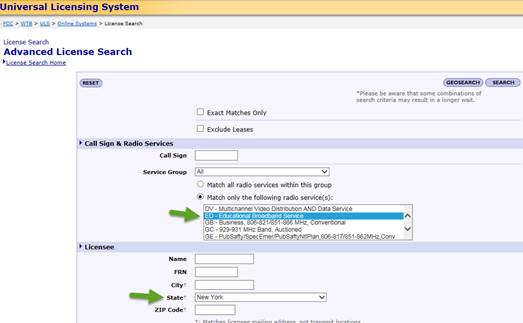 Universal Licensing System
FCC > WTB > ULS > Online Systems > License Search
License Search
Advanced License Search
License Search Home
RESET GEOSEARCH SEARCH
*Please be aware that some combinations of
search criteria may result in a longer wait.
Exact Matches Only
Exclude Leases
Call Sign & Radio Services
Call Sign
Service Group All
Match all radio services within this group
Match only the following radio service(s):
DV - Multichannel Video Distribution AND Data Service
ED - Educational Broadband Service
GB - Business, 806-821/851-866 MHz, Conventional
GC - 929-931 MHz Band, Auctioned
GE - PubSafty/SpecEmer/PubSaftyNtlPlan,806-817/851-862MHz,Conv
Licensee
Name
FRN
City†
State† New York
ZIP Code†
†: Matches licensee mailing address, not transmit locations